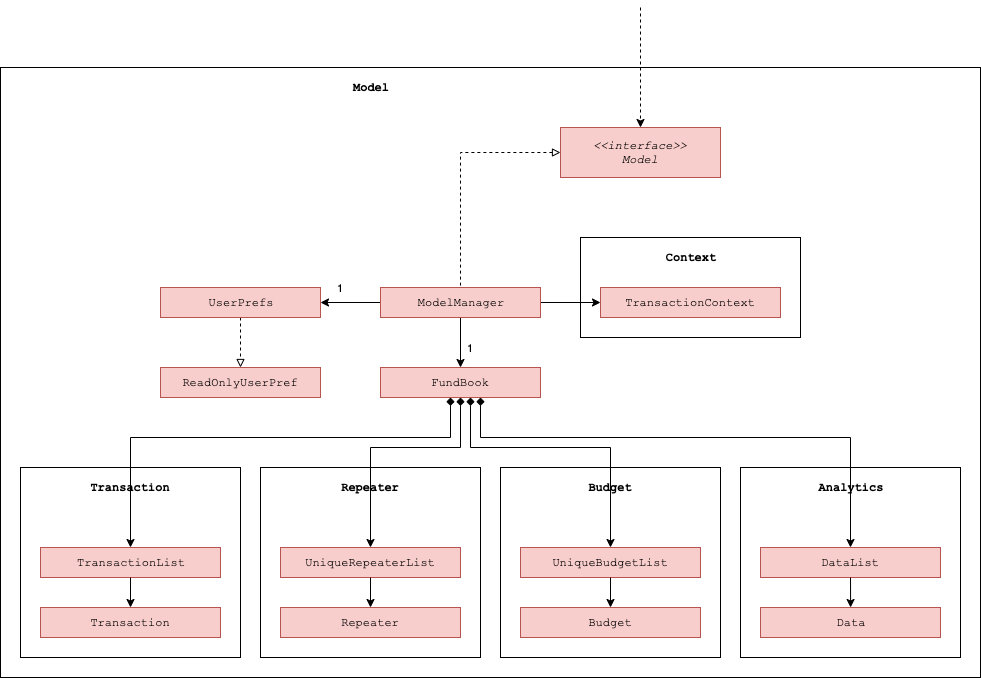 Model
<<interface>>
Model
Context
1
UserPrefs
ModelManager
TransactionContext
1
ReadOnlyUserPref
FundBook
Transaction
Repeater
Budget
Analytics
TransactionList
UniqueRepeaterList
UniqueBudgetList
DataList
Transaction
Repeater
Budget
Data